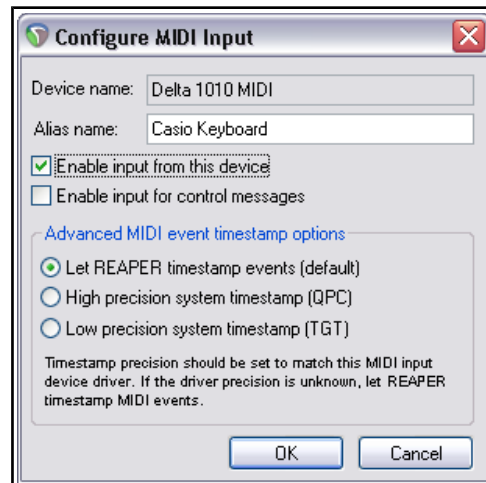 Configure MIDI Input
Device name: Delta 1010 MIDI
Alias name: Casio Keyboard
Enable input from this device
Enable input for control messages
Advanced MIDI event timestamp options
Let REAPER timestamp events (default)
High precision system timestamp (QPC)
Low precision system timestamp (TGT)
Timestamp precision should be set to match this MIDI input
device driver. If the driver precision is unknown, let REAPER
timestamp MIDI events.
OK Cancel